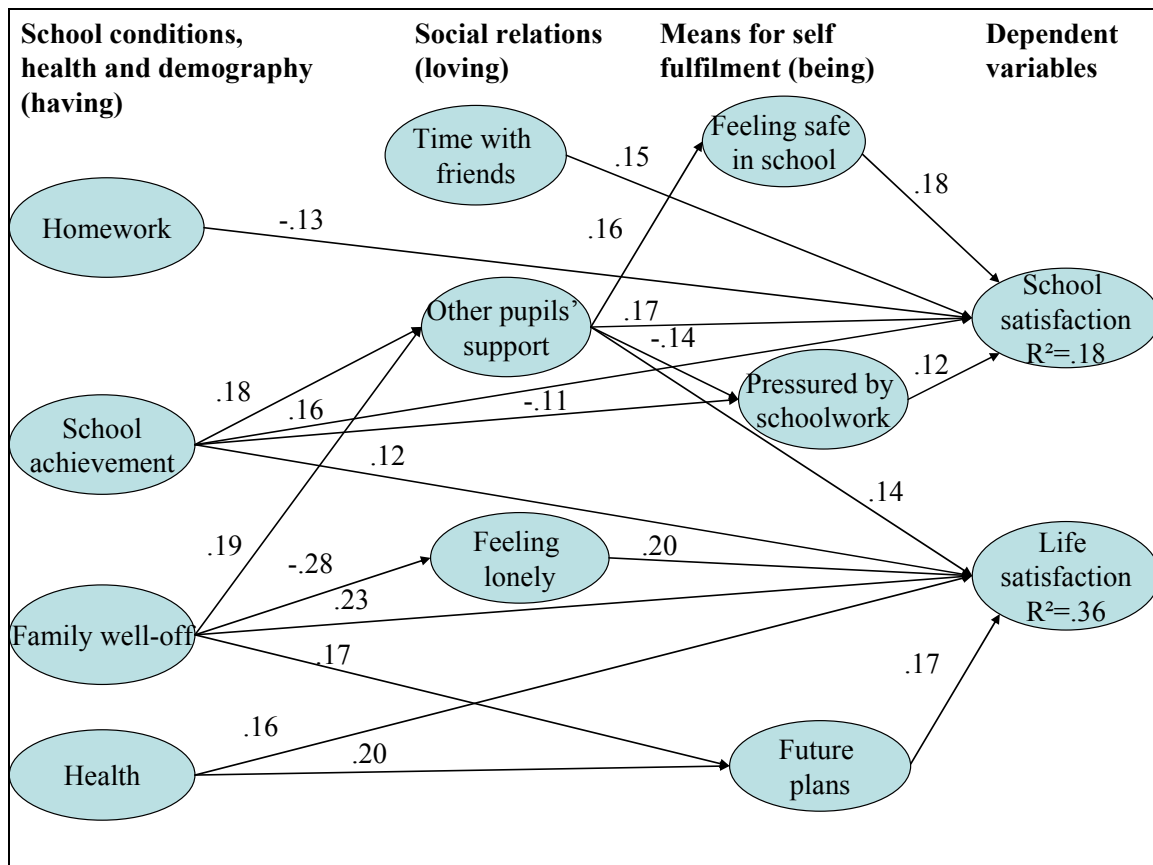 School conditions,
health and demography
(having)
Social relations
(loving)
Means for self
fulfilment (being)
Dependent
variables
Time with
friends
Feeling safe
in school
.15
.18
Homework
-.13
.16
Other pupils'
support
.17
-.14
School
satisfaction
R²=.18
.18
.16
-.11
Pressured by
schoolwork
.12
School
achievement
.12
.14
.19
-.28
Feeling
lonely
.20
Life
satisfaction
R²=.36
.23
Family well-off
.17
.17
.16
.20
Health
Future
plans